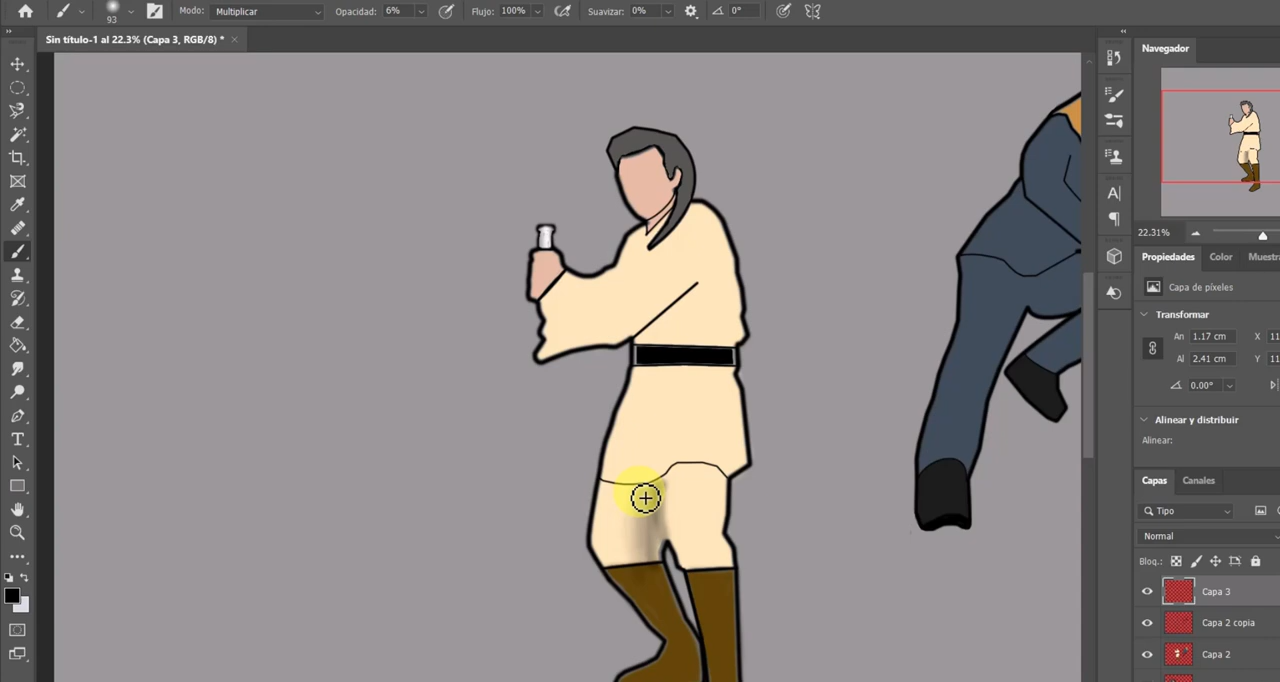 93
Modo: Multiplicar
Opacidad: 6%
Flujo: 100%
Suavizar: 0%
0°
Sin título-1 al 22.3% (Capa 3, RGB/8) *
Navegador
22.31%
Propiedades Color
Capa de píxeles
Transformar
An 1.17 cm X
Al 2.41 cm Y
0.00°
Alinear y distribuir
Alinear:
Capas Canales
Tipo
Normal
Bloq.:
Capa 3
Capa 2 copia
Capa 2